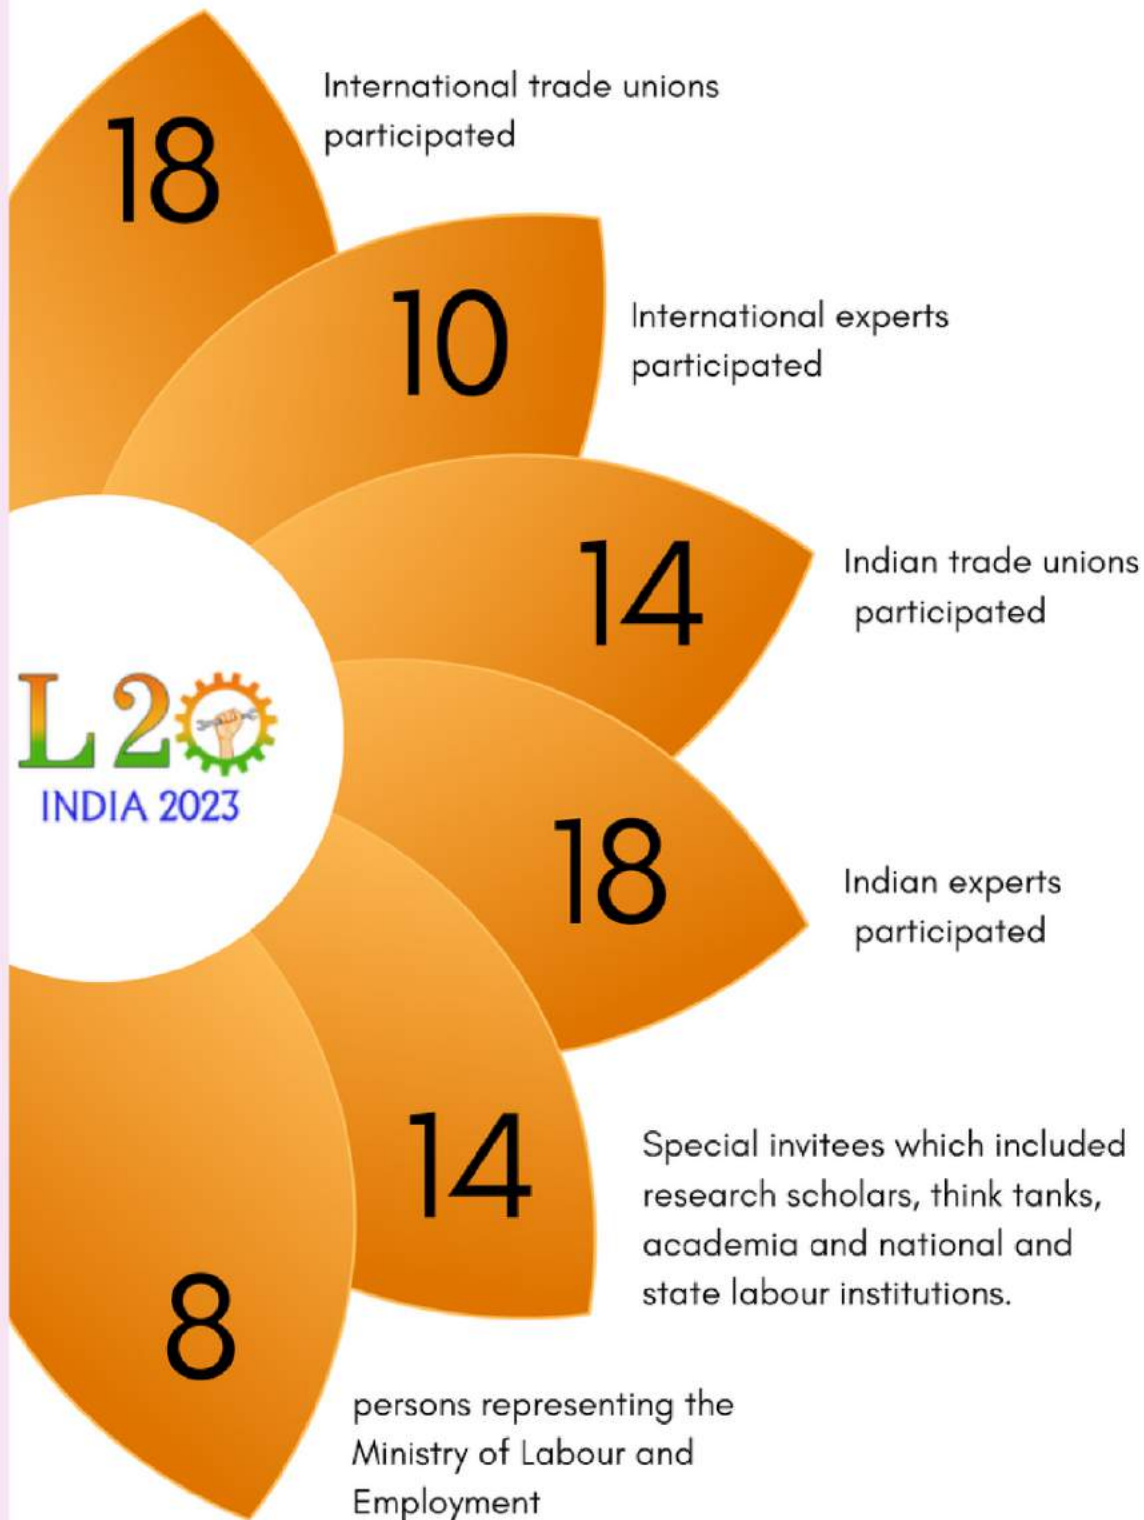 18
International trade unions
participated
10
International experts
participated
14
Indian trade unions
participated
L20
INDIA 2023
18
Indian experts
participated
14
Special invitees which included
research scholars, think tanks,
academia and national and
state labour institutions.
8
persons representing the
Ministry of Labour and
Employment